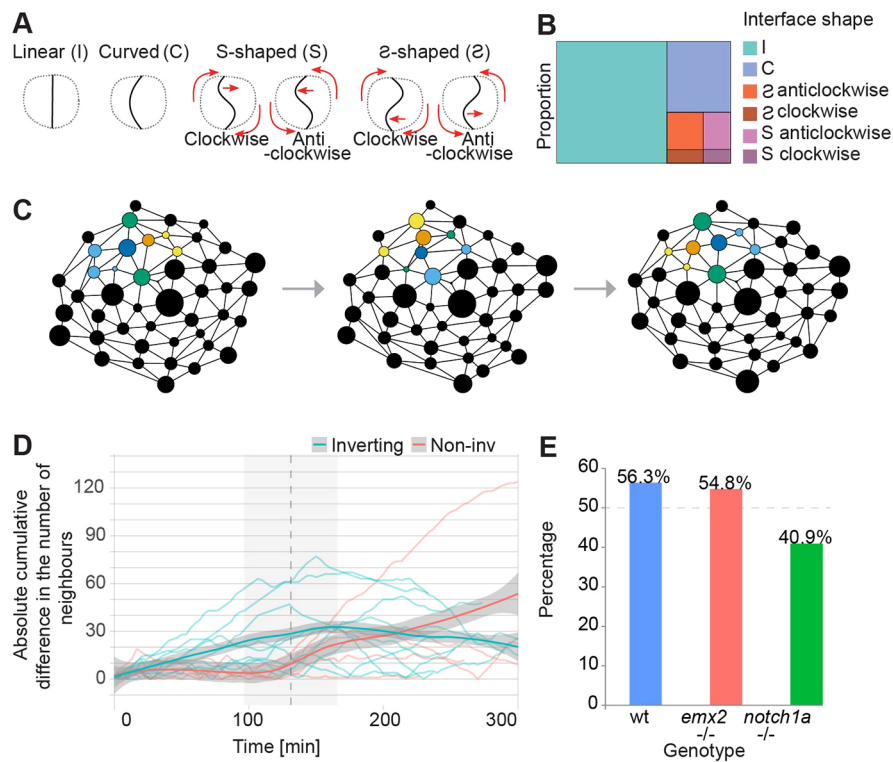 A
Linear (I) Curved (C) S-shaped (S) Ƨ-shaped (Ƨ)
Clockwise Anti
-clockwise
Clockwise Anti
-clockwise
B
Proportion
Interface shape
I
C
Ƨ anticlockwise
Ƨ clockwise
S anticlockwise
S clockwise
C
D
Inverting Non-inv
Absolute cumulative
difference in the number of
neighbours
120
90
60
30
0
0 100 200 300
Time [min]
E
Percentage
60
50
40
30
20
10
0
56.3% 54.8% 40.9%
wt emx2 notch1a
-/- -/-
Genotype